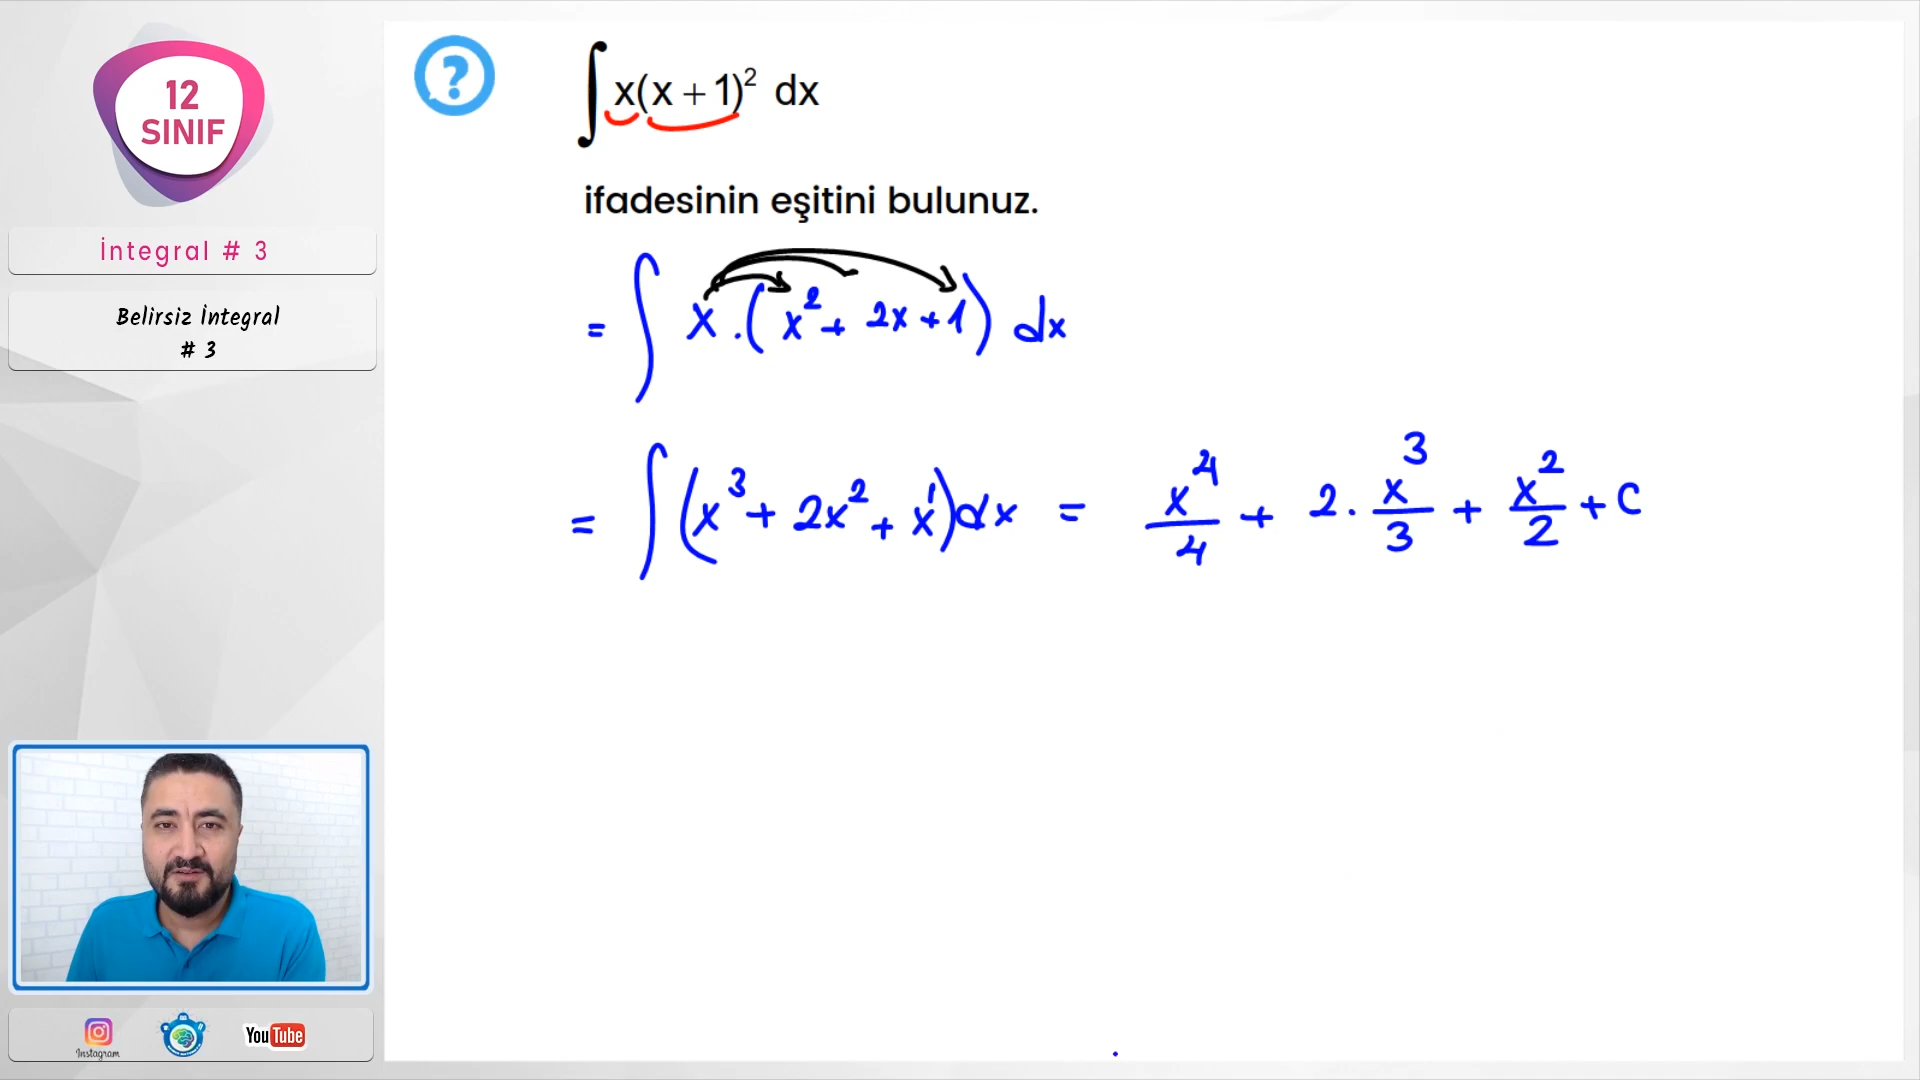 12
SINIF
İntegral # 3
Belirsiz İntegral
# 3
Instagram
YouTube
∫ x(x + 1)² dx
ifadesinin eşitini bulunuz.
= ∫ x . (x² + 2x + 1) dx
= ∫ (x³ + 2x² + x¹) dx = x⁴/4 + 2 . x³/3 + x²/2 + C